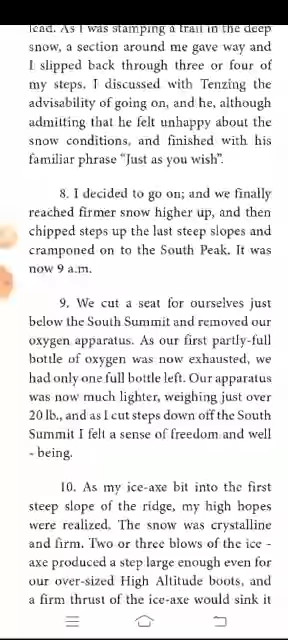 lead. As I was stamping a trail in the deep
snow, a section around me gave way and
I slipped back through three or four of
my steps. I discussed with Tenzing the
advisability of going on, and he, although
admitting that he felt unhappy about the
snow conditions, and finished with his
familiar phrase “Just as you wish”.
8. I decided to go on; and we finally
reached firmer snow higher up, and then
chipped steps up the last steep slopes and
cramponed on to the South Peak. It was
now 9 a.m.
9. We cut a seat for ourselves just
below the South Summit and removed our
oxygen apparatus. As our first partly-full
bottle of oxygen was now exhausted, we
had only one full bottle left. Our apparatus
was now much lighter, weighing just over
20 lb., and as I cut steps down off the South
Summit I felt a sense of freedom and well
- being.
10. As my ice-axe bit into the first
steep slope of the ridge, my high hopes
were realized. The snow was crystalline
and firm. Two or three blows of the ice -
axe produced a step large enough even for
our over-sized High Altitude boots, and
a firm thrust of the ice-axe would sink it